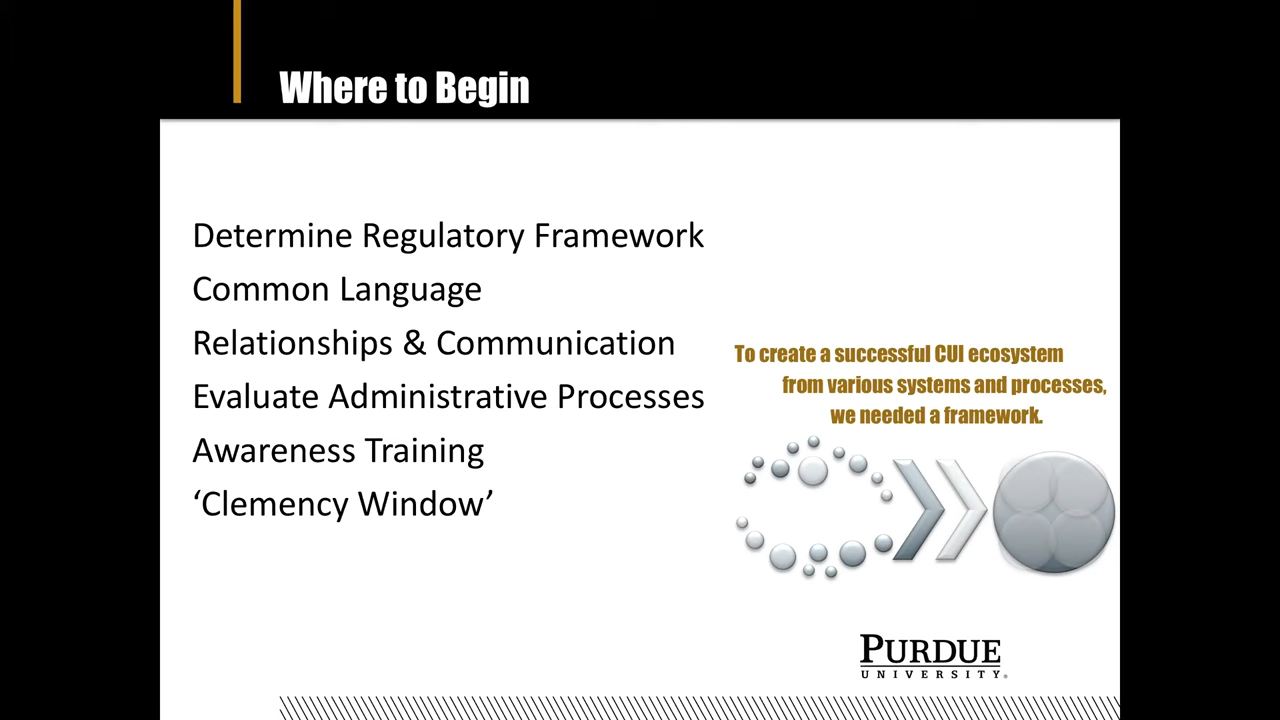 Where to Begin
Determine Regulatory Framework
Common Language
Relationships & Communication
Evaluate Administrative Processes
Awareness Training
‘Clemency Window’
To create a successful CUI ecosystem
from various systems and processes,
we needed a framework.
PURDUE
UNIVERSITY®